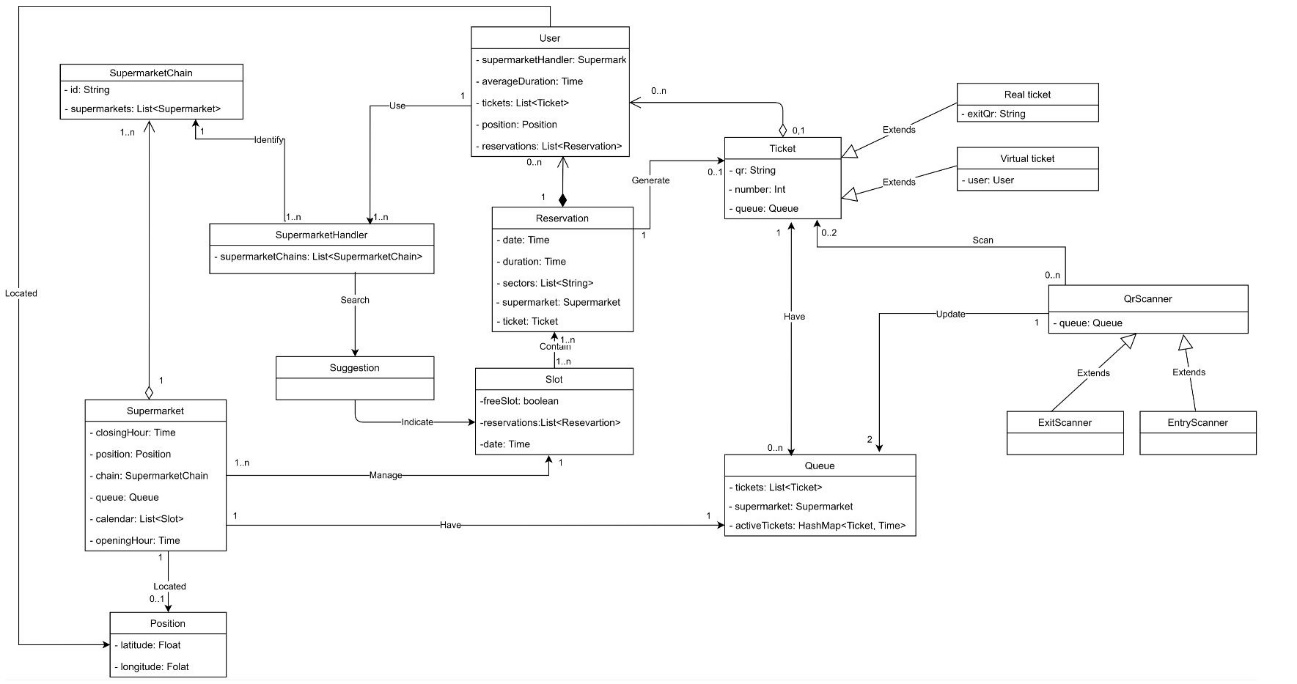 User
- supermarketHandler: Supermark
- averageDuration: Time
- tickets: List<Ticket>
- position: Position
- reservations: List<Reservation>
SupermarketChain
- id: String
- supermarkets: List<Supermarket>
1..n
1
Identify
1..n
1
Use
1..n
0..n
0..n
0,1
Real ticket
- exitQr: String
Extends
Virtual ticket
- user: User
Extends
Ticket
- qr: String
- number: Int
- queue: Queue
Generate
0..1
1
1
Reservation
- date: Time
- duration: Time
- sectors: List<String>
- supermarket: Supermarket
- ticket: Ticket
SupermarketHandler
- supermarketChains: List<SupermarketChain>
1
0..2
Scan
0..n
Located
Search
QrScanner
- queue: Queue
Have
Update
1
1..n
Contain
1..n
Suggestion
Slot
-freeSlot: boolean
-reservations:List<Resevartion>
-date: Time
Indicate
Extends
Extends
ExitScanner
EntryScanner
1
Supermarket
- closingHour: Time
- position: Position
- chain: SupermarketChain
- queue: Queue
- calendar: List<Slot>
- openingHour: Time
1..n
Manage
1
0..n
2
Queue
- tickets: List<Ticket>
- supermarket: Supermarket
- activeTickets: HashMap<Ticket, Time>
1
Have
1
1
Located
0..1
Position
- latitude: Float
- longitude: Folat